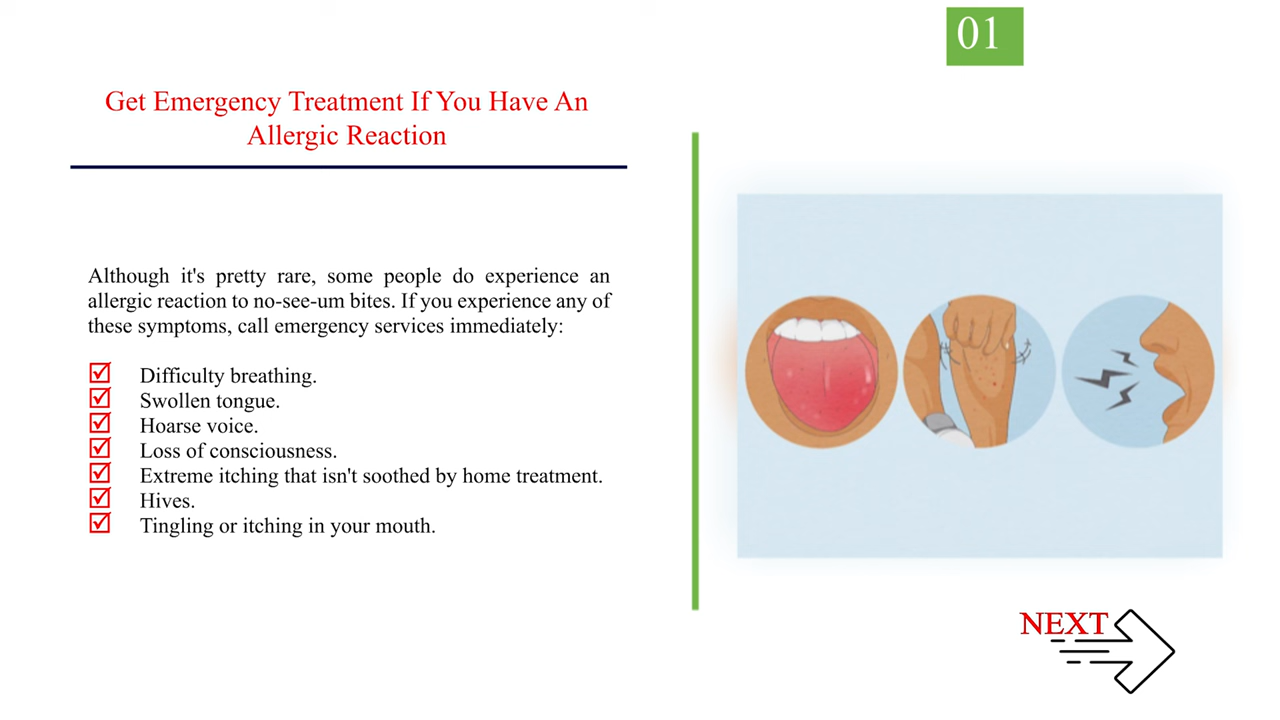 01
Get Emergency Treatment If You Have An
Allergic Reaction
Although it's pretty rare, some people do experience an
allergic reaction to no-see-um bites. If you experience any of
these symptoms, call emergency services immediately:
Difficulty breathing.
Swollen tongue.
Hoarse voice.
Loss of consciousness.
Extreme itching that isn't soothed by home treatment.
Hives.
Tingling or itching in your mouth.
NEXT